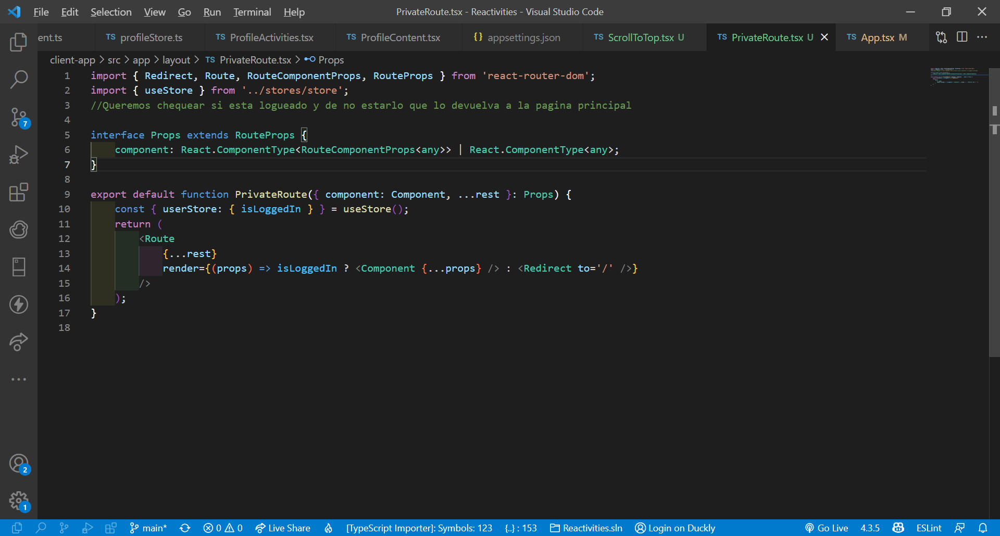 File Edit Selection View Go Run Terminal Help PrivateRoute.tsx - Reactivities - Visual Studio Code
ent.ts TS profileStore.ts TS ProfileActivities.tsx TS ProfileContent.tsx {} appsettings.json TS ScrollToTop.tsx U TS PrivateRoute.tsx U TS App.tsx M
client-app > src > app > layout > TS PrivateRoute.tsx > Props
1 import { Redirect, Route, RouteComponentProps, RouteProps } from 'react-router-dom';
2 import { useStore } from '../stores/store';
3 //Queremos chequear si esta logueado y de no estarlo que lo devuelva a la pagina principal
4
5 interface Props extends RouteProps {
6     component: React.ComponentType<RouteComponentProps<any>> | React.ComponentType<any>;
7 }
8
9 export default function PrivateRoute({ component: Component, ...rest }: Props) {
10     const { userStore: { isLoggedIn } } = useStore();
11     return (
12         <Route
13             {...rest}
14             render={(props) => isLoggedIn ? <Component {...props} /> : <Redirect to='/' />}
15         />
16     );
17 }
18
7
2
1
main* 0 0 Live Share [TypeScript Importer]: Symbols: 123 {..} : 153 Reactivities.sln Login on Duckly Go Live 4.3.5 ESLint